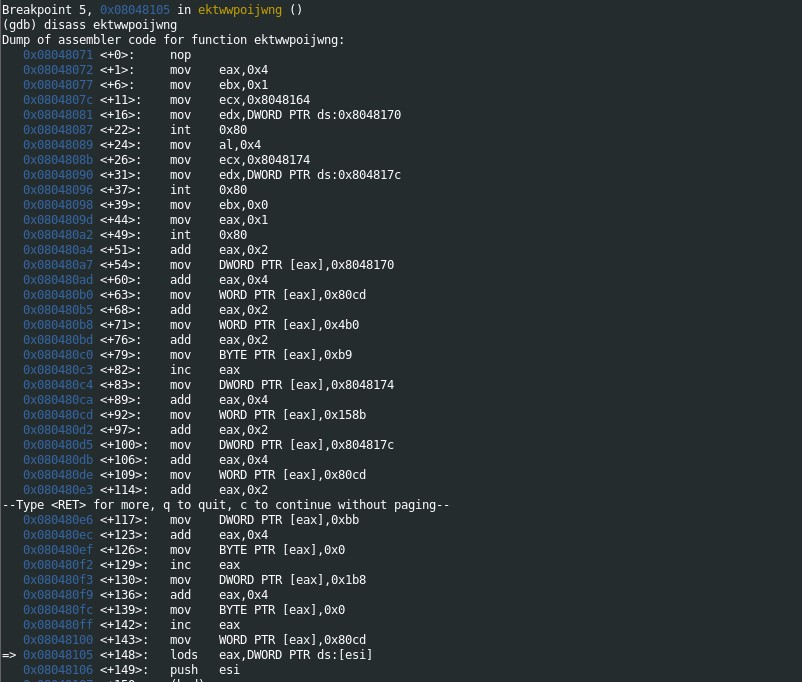 Breakpoint 5, 0x08048105 in ektwwpoijwng ()
(gdb) disass ektwwpoijwng
Dump of assembler code for function ektwwpoijwng:
0x08048071 <+0>: nop
0x08048072 <+1>: mov eax,0x4
0x08048077 <+6>: mov ebx,0x1
0x0804807c <+11>: mov ecx,0x8048164
0x08048081 <+16>: mov edx,DWORD PTR ds:0x8048170
0x08048087 <+22>: int 0x80
0x08048089 <+24>: mov al,0x4
0x0804808b <+26>: mov ecx,0x8048174
0x08048090 <+31>: mov edx,DWORD PTR ds:0x804817c
0x08048096 <+37>: int 0x80
0x08048098 <+39>: mov ebx,0x0
0x0804809d <+44>: mov eax,0x1
0x080480a2 <+49>: int 0x80
0x080480a4 <+51>: add eax,0x2
0x080480a7 <+54>: mov DWORD PTR [eax],0x8048170
0x080480ad <+60>: add eax,0x4
0x080480b0 <+63>: mov WORD PTR [eax],0x80cd
0x080480b5 <+68>: add eax,0x2
0x080480b8 <+71>: mov WORD PTR [eax],0x4b0
0x080480bd <+76>: add eax,0x2
0x080480c0 <+79>: mov BYTE PTR [eax],0xb9
0x080480c3 <+82>: inc eax
0x080480c4 <+83>: mov DWORD PTR [eax],0x8048174
0x080480ca <+89>: add eax,0x4
0x080480cd <+92>: mov WORD PTR [eax],0x158b
0x080480d2 <+97>: add eax,0x2
0x080480d5 <+100>: mov DWORD PTR [eax],0x804817c
0x080480db <+106>: add eax,0x4
0x080480de <+109>: mov WORD PTR [eax],0x80cd
0x080480e3 <+114>: add eax,0x2
--Type <RET> for more, q to quit, c to continue without paging--
0x080480e6 <+117>: mov DWORD PTR [eax],0xbb
0x080480ec <+123>: add eax,0x4
0x080480ef <+126>: mov BYTE PTR [eax],0x0
0x080480f2 <+129>: inc eax
0x080480f3 <+130>: mov DWORD PTR [eax],0x1b8
0x080480f9 <+136>: add eax,0x4
0x080480fc <+139>: mov BYTE PTR [eax],0x0
0x080480ff <+142>: inc eax
0x08048100 <+143>: mov WORD PTR [eax],0x80cd
=> 0x08048105 <+148>: lods eax,DWORD PTR ds:[esi]
0x08048106 <+149>: push esi